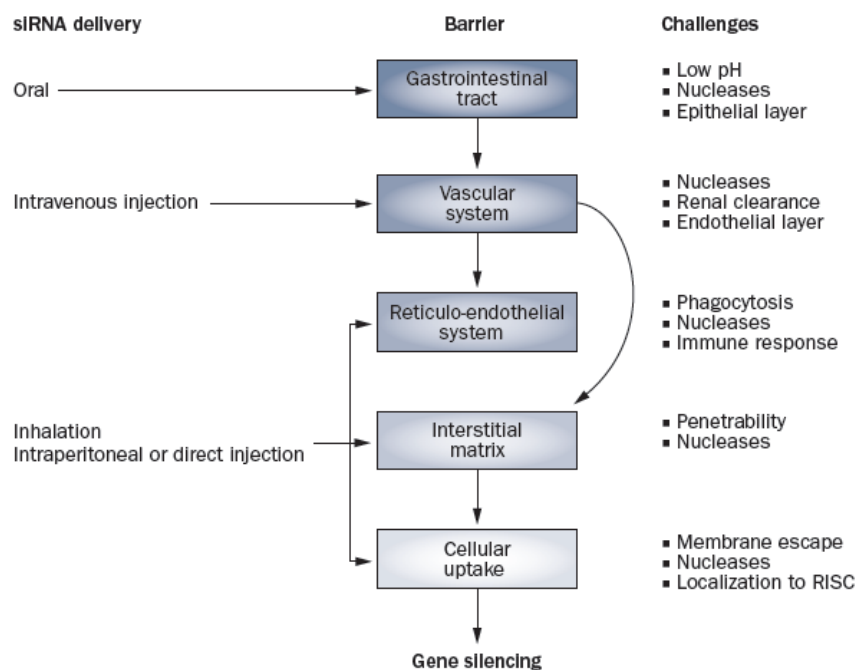 siRNA delivery
Barrier
Challenges
Oral
Gastrointestinal
tract
▪ Low pH
▪ Nucleases
▪ Epithelial layer
Intravenous injection
Vascular
system
▪ Nucleases
▪ Renal clearance
▪ Endothelial layer
Reticulo-endothelial
system
▪ Phagocytosis
▪ Nucleases
▪ Immune response
Inhalation
Intraperitoneal or direct injection
Interstitial
matrix
▪ Penetrability
▪ Nucleases
Cellular
uptake
▪ Membrane escape
▪ Nucleases
▪ Localization to RISC
Gene silencing